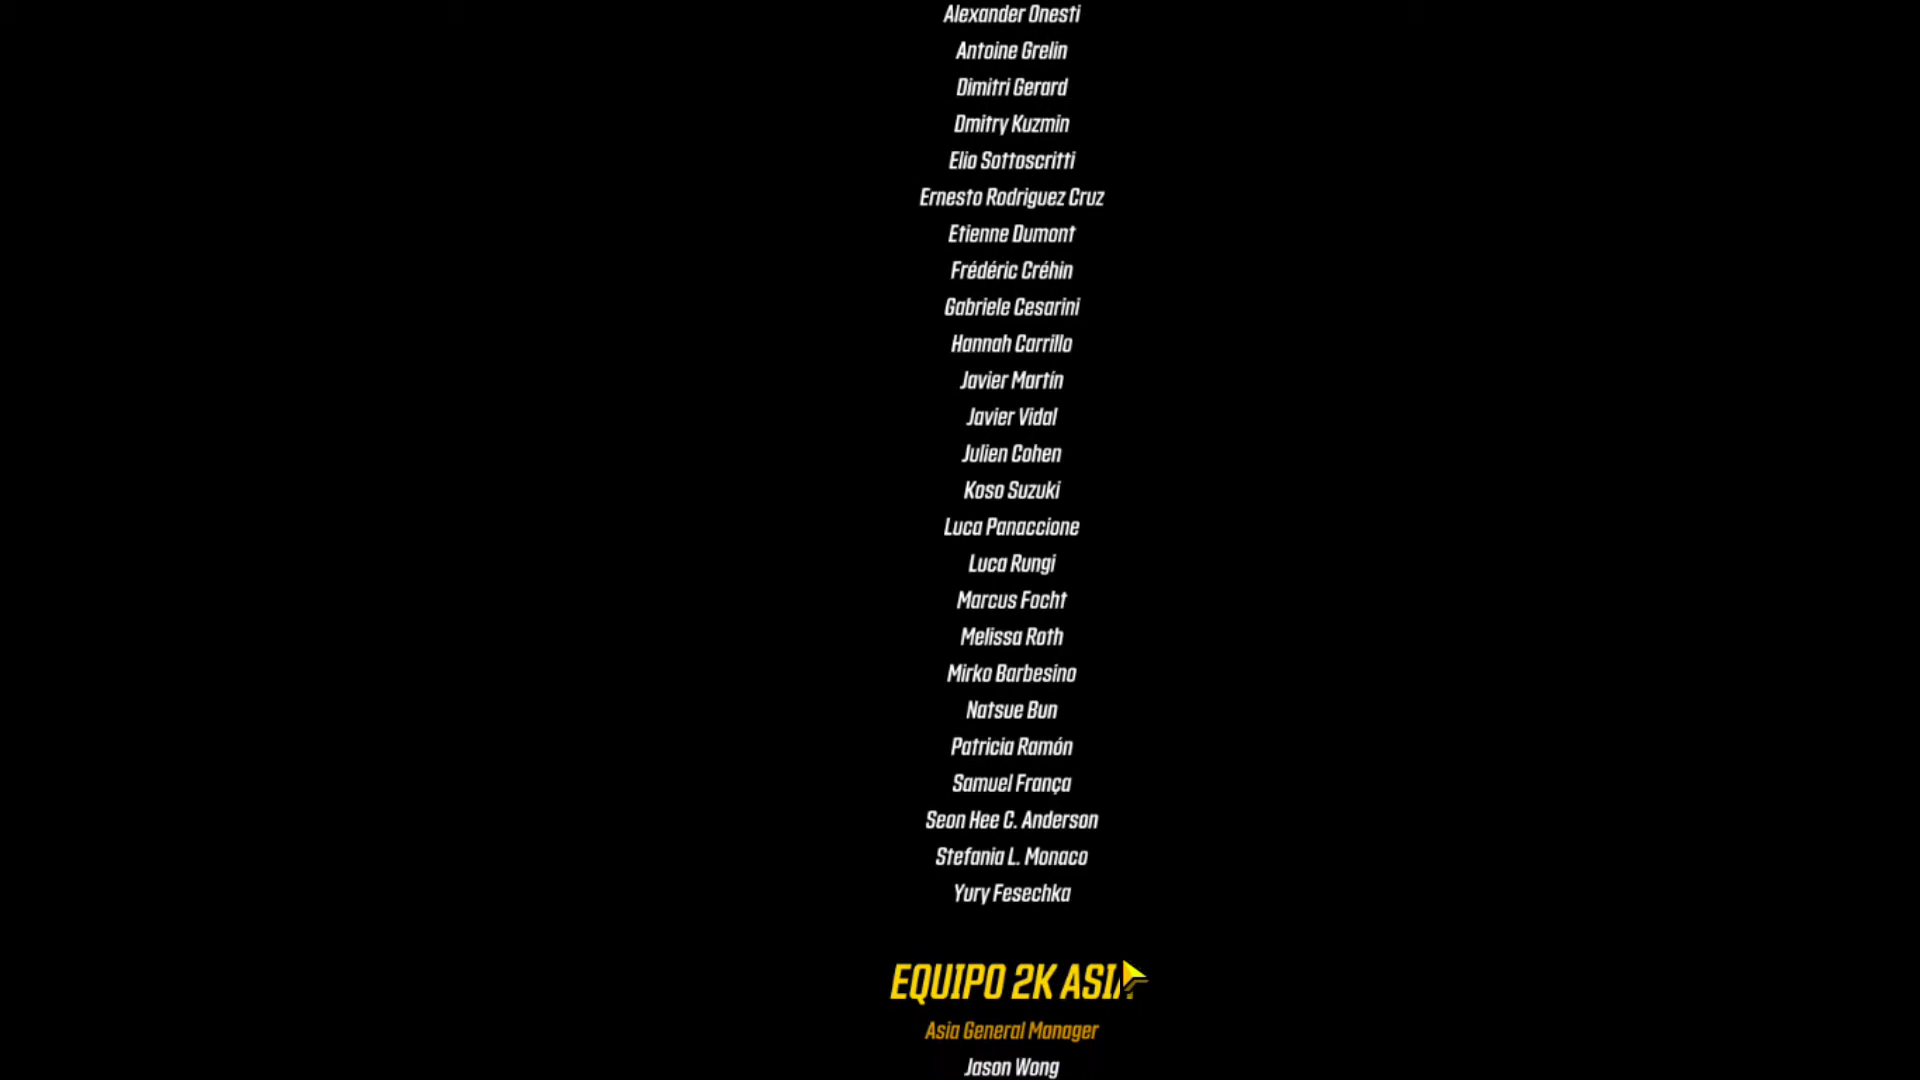 Alexander Onesti
Antoine Grelin
Dimitri Gerard
Dmitry Kuzmin
Elio Sottoscritti
Ernesto Rodriguez Cruz
Etienne Dumont
Frédéric Créhin
Gabriele Cesarini
Hannah Carrillo
Javier Martín
Javier Vidal
Julien Cohen
Koso Suzuki
Luca Panaccione
Luca Rungi
Marcus Focht
Melissa Roth
Mirko Barbesino
Natsue Bun
Patricia Ramón
Samuel França
Seon Hee C. Anderson
Stefania L. Monaco
Yury Fesechka
EQUIPO 2K ASIA
Asia General Manager
Jason Wong